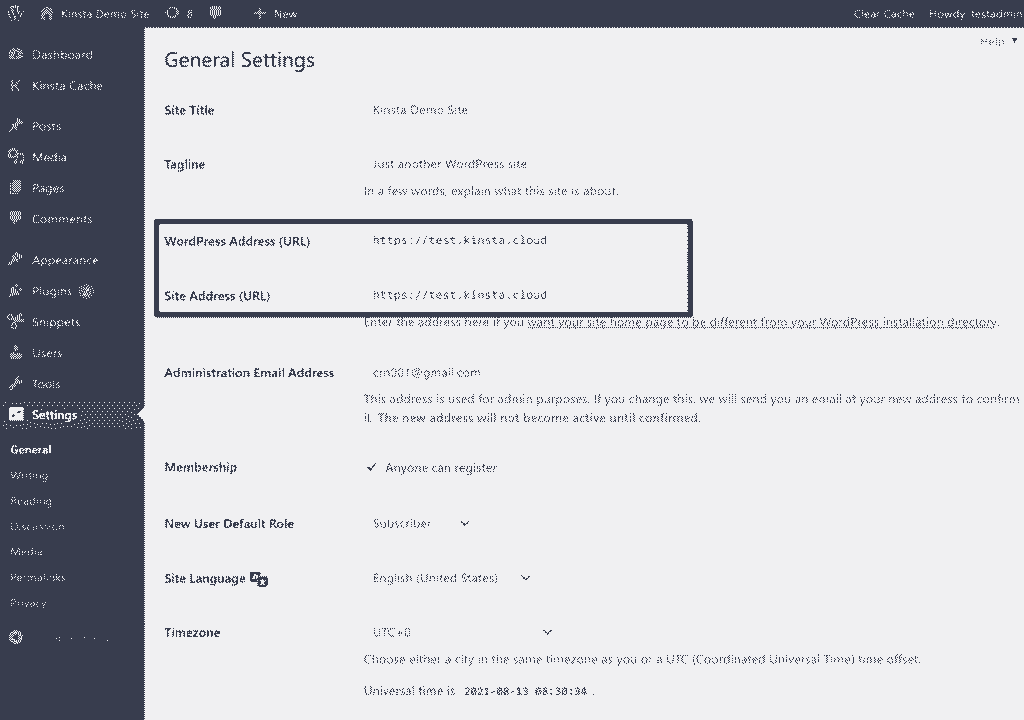 Kinsta Demo Site 8 New Clear Cache Howdy, testadmin
Help
Dashboard
Kinsta Cache
Posts
Media
Pages
Comments
Appearance
Plugins
Snippets
Users
Tools
Settings
General
Writing
Reading
Discussion
Media
Permalinks
Privacy
General Settings
Site Title Kinsta Demo Site
Tagline Just another WordPress site
In a few words, explain what this site is about.
WordPress Address (URL) https://test.kinsta.cloud
Site Address (URL) https://test.kinsta.cloud
Enter the address here if you want your site home page to be different from your WordPress installation directory.
Administration Email Address @gmail.com
This address is used for admin purposes. If you change this, we will send you an email at your new address to confirm
it. The new address will not become active until confirmed.
Membership Anyone can register
New User Default Role Subscriber
Site Language English (United States)
Timezone UTC+0
Choose either a city in the same timezone as you or a UTC (Coordinated Universal Time) time offset.
Universal time is 2021-08-13 08:30:34 .